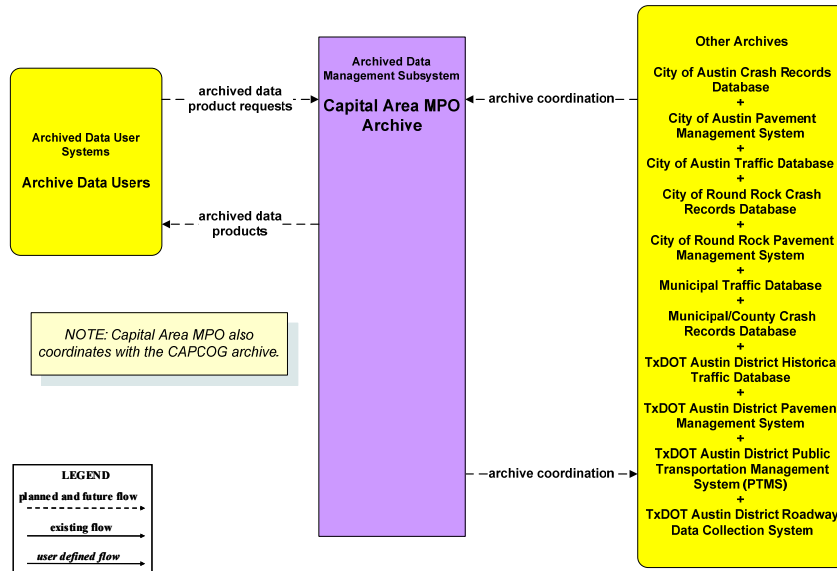 Archived Data User
Systems
Archive Data Users
archived data
product requests
archived data
products
Archived Data
Management Subsystem
Capital Area MPO
Archive
archive coordination
archive coordination
Other Archives
City of Austin Crash Records
Database
+
City of Austin Pavement
Management System
+
City of Austin Traffic Database
+
City of Round Rock Crash
Records Database
+
City of Round Rock Pavement
Management System
+
Municipal Traffic Database
+
Municipal/County Crash
Records Database
+
TxDOT Austin District Historica
Traffic Database
+
TxDOT Austin District Pavemen
Management System
+
TxDOT Austin District Public
Transportation Management
System (PTMS)
+
TxDOT Austin District Roadway
Data Collection System
NOTE: Capital Area MPO also
coordinates with the CAPCOG archive.
LEGEND
planned and future flow
existing flow
user defined flow